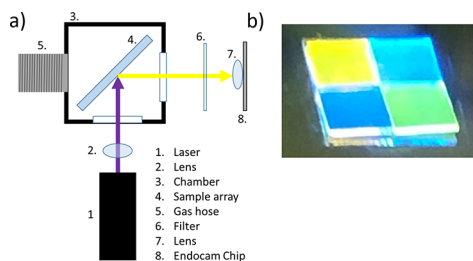 a)
b)
3.
4.
5.
6.
7.
8.
2.
1
1. Laser
2. Lens
3. Chamber
4. Sample array
5. Gas hose
6. Filter
7. Lens
8. Endocam Chip